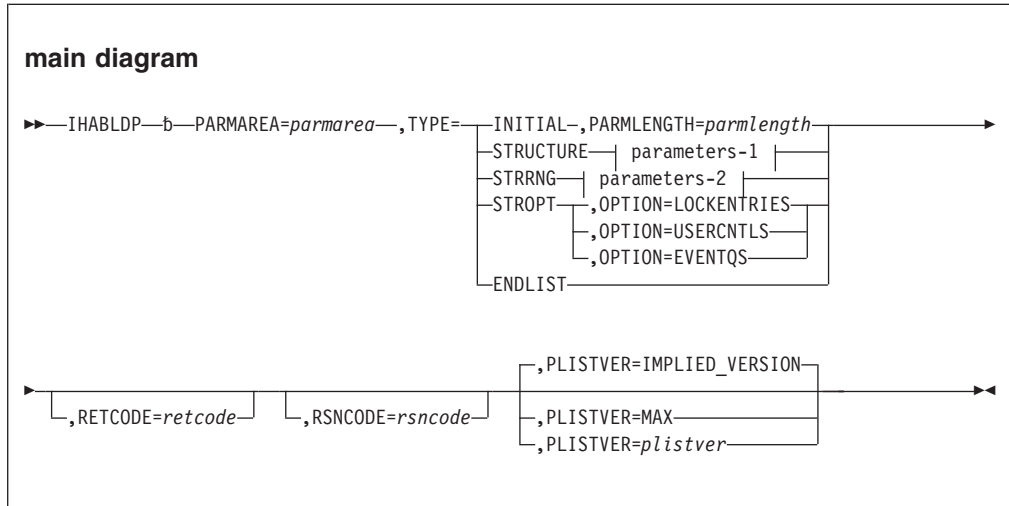 main diagram
IHABLDP ƀ PARMAREA=parmarea ,TYPE= INITIAL ,PARMLENGTH=parmlength
STRUCTURE parameters-1
STRRNG parameters-2
STROPT ,OPTION=LOCKENTRIES
,OPTION=USERCNTLS
,OPTION=EVENTQS
ENDLIST
,PLISTVER=IMPLIED_VERSION
,RETCODE=retcode ,RSNCODE=rsncode ,PLISTVER=MAX
,PLISTVER=plistver